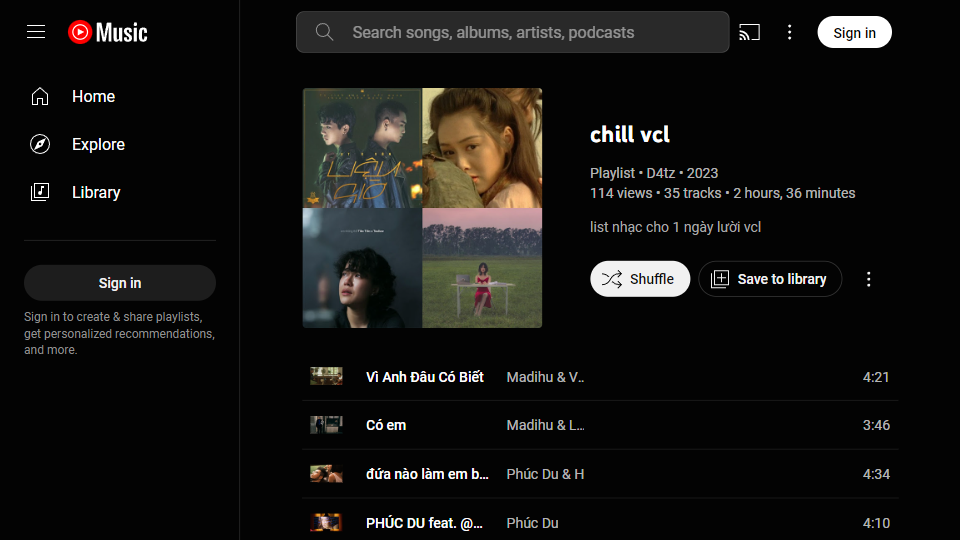 Music
Search songs, albums, artists, podcasts
Sign in
Home
Explore
Library
Sign in
Sign in to create & share playlists,
get personalized recommendations,
and more.
LIỆU
GIỜ
chill vcl
Playlist • D4tz • 2023
114 views • 35 tracks • 2 hours, 36 minutes
list nhạc cho 1 ngày lười vcl
Shuffle
Save to library
Vì Anh Đâu Có Biết Madihu & V...
4:21
Có em Madihu & L...
3:46
đứa nào làm em b... Phúc Du & H
4:34
PHÚC DU feat. @... Phúc Du
4:10